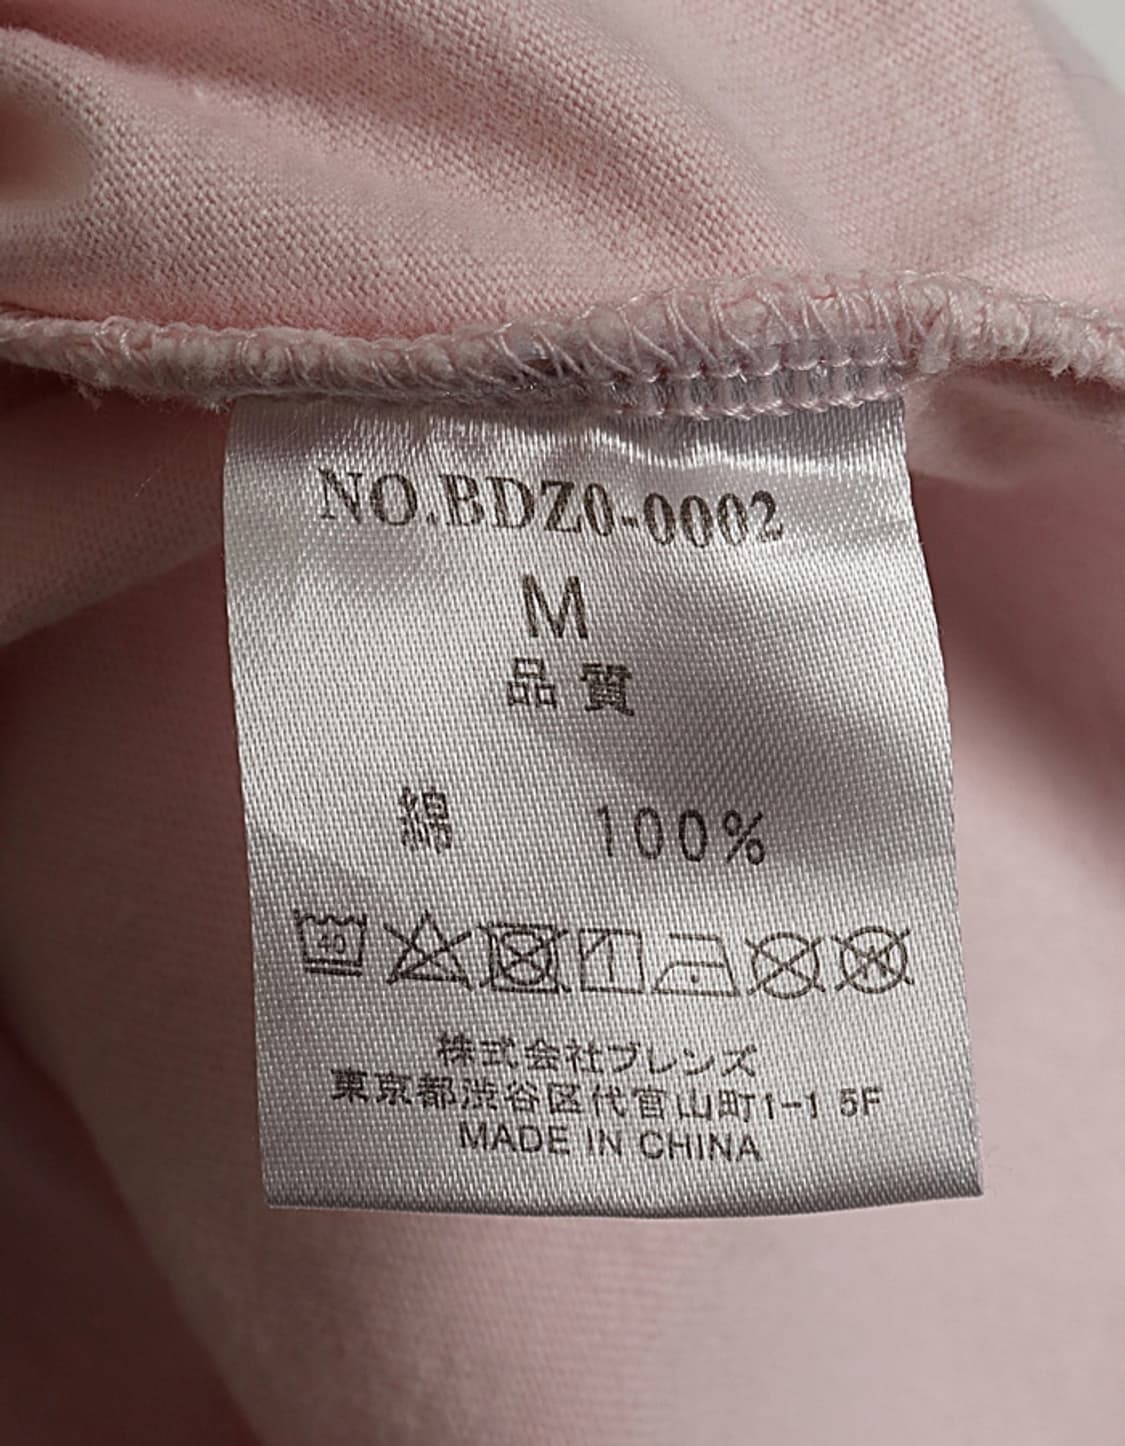 NO.BDZ0-0002
M
品質
綿 100%
40
株式会社ブレンズ
東京都渋谷区代官山町1-1 5F
MADE IN CHINA